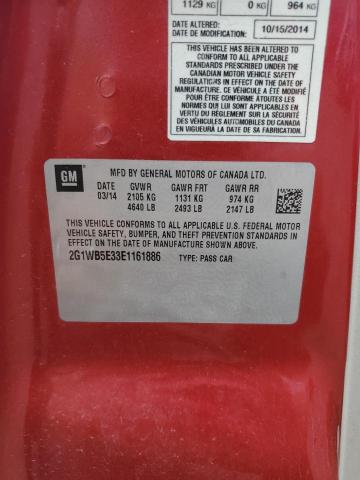 1129 KG 0 KG 964 KG
DATE ALTERED: 10/15/2014
DATE DE MODIFICATION:
THIS VEHICLE HAS BEEN ALTERED TO
CONFORM TO ALL APPLICABLE
STANDARDS PRESCRIBED UNDER THE
CANADIAN MOTOR VEHICLE SAFETY
REGULATIONS IN EFFECT AT THE DATE OF
MANUFACTURE. CE VÉHICULE A ÉTÉ MODIFIÉ
POUR ÊTRE CONFORME À TOUTES LES
NORMES QUI LUI SONT APPLICABLES EN
VERTU DU RÈGLEMENT SUR LA SÉCURITÉ
DES VÉHICULES AUTOMOBILES DU CANADA
EN VIGUEUR À LA DATE DE SA FABRICATION.
GM
MFD BY GENERAL MOTORS OF CANADA LTD.
DATE GVWR GAWR FRT GAWR RR
03/14 2105 KG 1131 KG 974 KG
4640 LB 2493 LB 2147 LB
THIS VEHICLE CONFORMS TO ALL APPLICABLE U.S. FEDERAL MOTOR
VEHICLE SAFETY, BUMPER, AND THEFT PREVENTION STANDARDS IN
EFFECT ON THE DATE OF MANUFACTURE SHOWN ABOVE.
2G1WB5E33E1161886 TYPE: PASS CAR